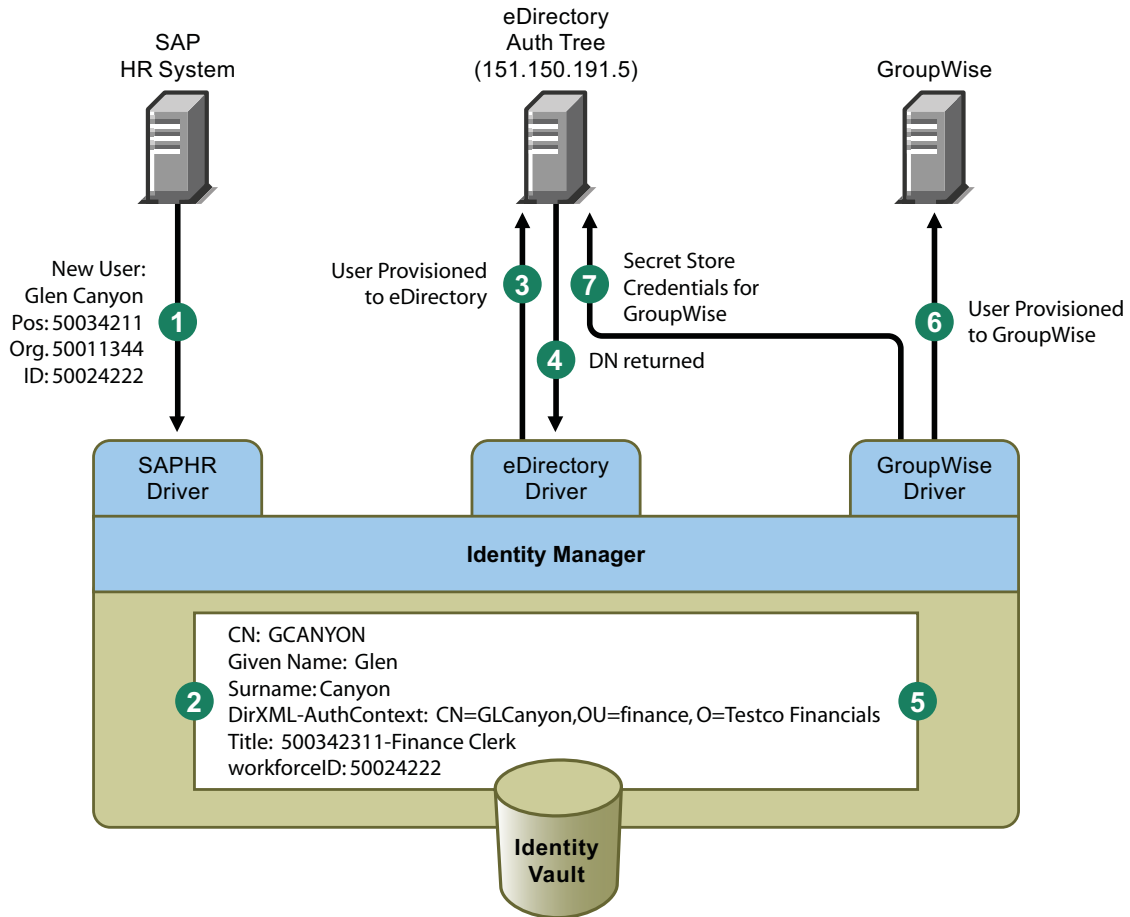 SAP
HR System
eDirectory
Auth Tree
(151.150.191.5)
GroupWise
New User:
Glen Canyon
Pos: 50034211
Org. 50011344
ID: 50024222
1
User Provisioned
to eDirectory
3
4
DN returned
7
Secret Store
Credentials for
GroupWise
6
User Provisioned
to GroupWise
SAPHR
Driver
eDirectory
Driver
GroupWise
Driver
Identity Manager
2
CN: GCANYON
Given Name: Glen
Surname: Canyon
DirXML-AuthContext: CN=GLCanyon,OU=finance, O=Testco Financials
Title: 500342311-Finance Clerk
workforceID: 50024222
5
Identity
Vault